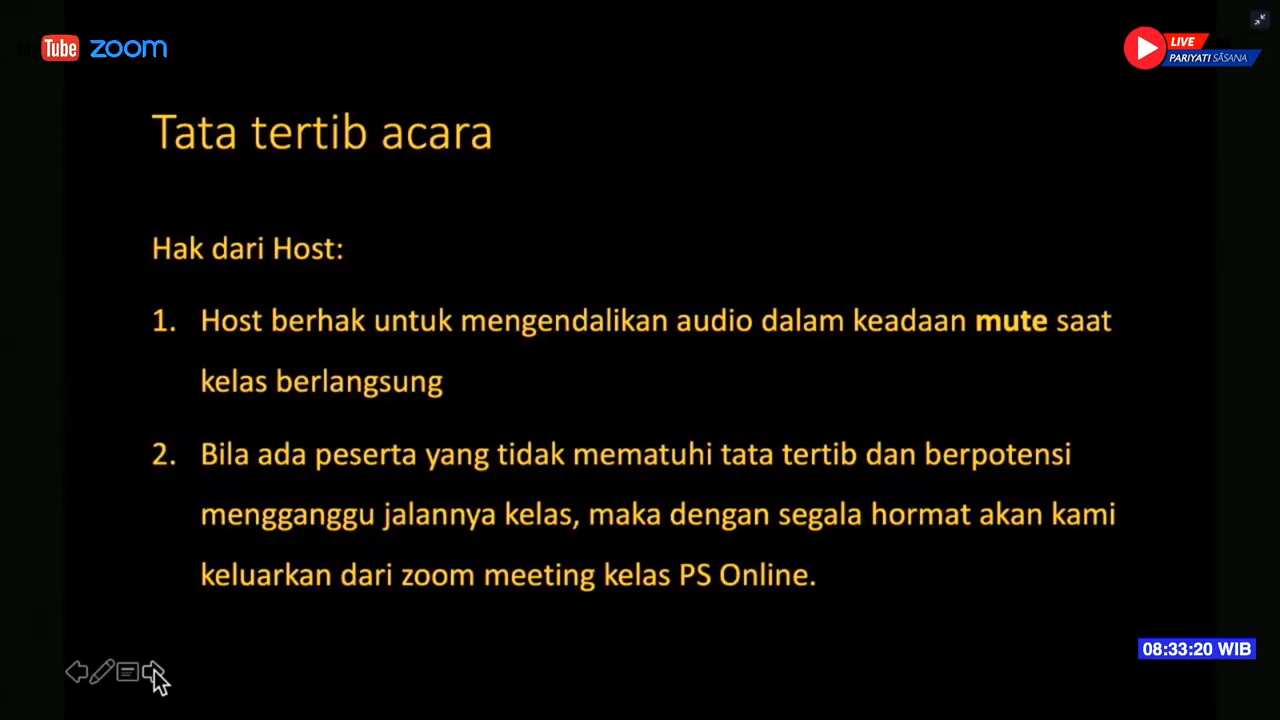 Tube zoom
LIVE
PARIYATI SĀSANA
Tata tertib acara
Hak dari Host:
1. Host berhak untuk mengendalikan audio dalam keadaan mute saat
kelas berlangsung
2. Bila ada peserta yang tidak mematuhi tata tertib dan berpotensi
mengganggu jalannya kelas, maka dengan segala hormat akan kami
keluarkan dari zoom meeting kelas PS Online.
08:33:20 WIB